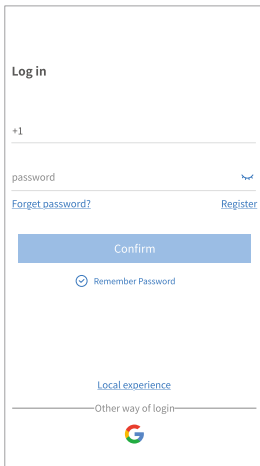 Log in
+1
password
Forget password? Register
Confirm
Remember Password
Local experience
Other way of login